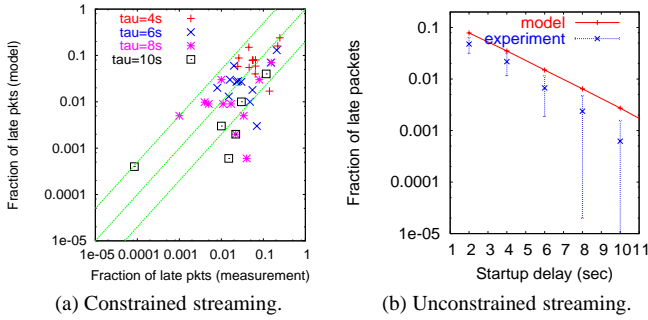 tau=4s
tau=6s
tau=8s
tau=10s
Fraction of late pkts (model)
1
0.1
0.01
0.001
0.0001
1e-05
1e-05 0.0001 0.001 0.01 0.1 1
Fraction of late pkts (measurement)
(a) Constrained streaming.
model
experiment
Fraction of late packets
0.1
0.01
0.001
0.0001
1e-05
1 2 3 4 5 6 7 8 9 10 11
Startup delay (sec)
(b) Unconstrained streaming.